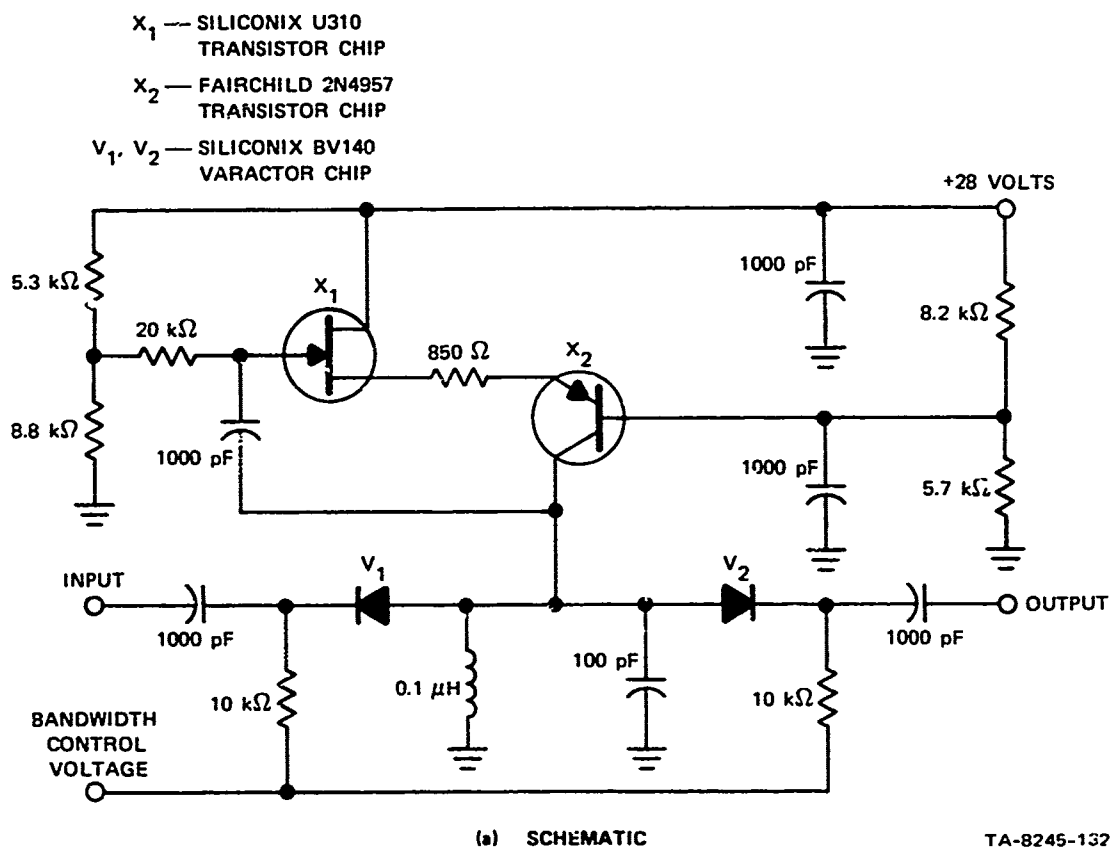 X1 — SILICONIX U310
TRANSISTOR CHIP
X2 — FAIRCHILD 2N4957
TRANSISTOR CHIP
V1, V2 — SILICONIX BV140
VARACTOR CHIP
+28 VOLTS
5.3 kΩ
X1
1000 pF
8.2 kΩ
20 kΩ
850 Ω
X2
8.8 kΩ
1000 pF
1000 pF
5.7 kΩ
INPUT
V1
V2
OUTPUT
1000 pF
1000 pF
10 kΩ
0.1 μH
100 pF
10 kΩ
BANDWIDTH
CONTROL
VOLTAGE
(a) SCHEMATIC
TA-8245-132